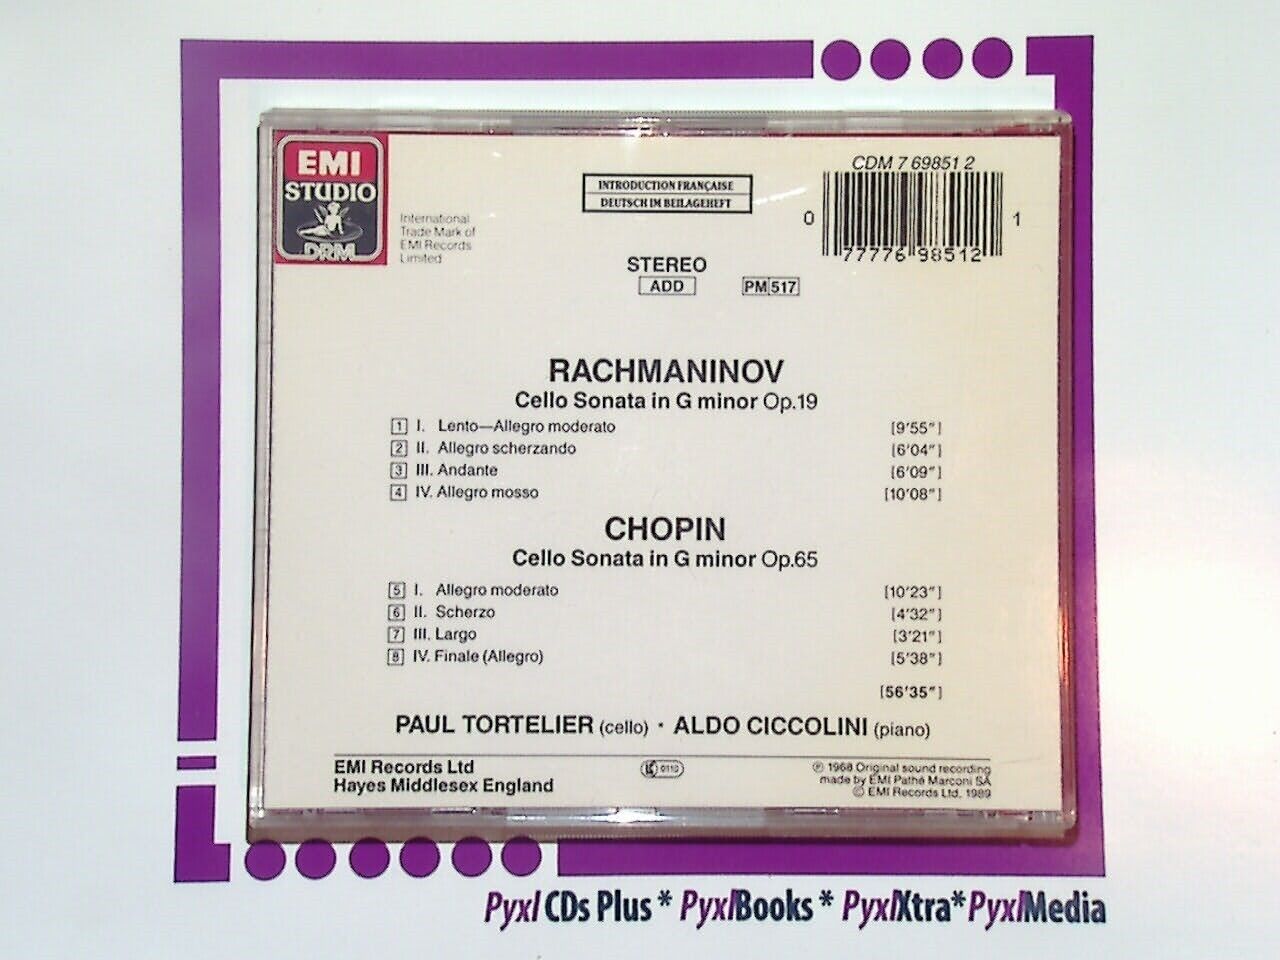 EMI
STUDIO
DRM
International
Trade Mark of
EMI Records
Limited
INTRODUCTION FRANÇAISE
DEUTSCH IM BEILAGEHEFT
CDM 7 69851 2
0 77776 98512 1
STEREO
ADD PM 517
RACHMANINOV
Cello Sonata in G minor Op.19
1 I. Lento—Allegro moderato [9'55"]
2 II. Allegro scherzando [6'04"]
3 III. Andante [6'09"]
4 IV. Allegro mosso [10'08"]
CHOPIN
Cello Sonata in G minor Op.65
5 I. Allegro moderato [10'23"]
6 II. Scherzo [4'32"]
7 III. Largo [3'21"]
8 IV. Finale (Allegro) [5'38"]
[56'35"]
PAUL TORTELIER (cello) · ALDO CICCOLINI (piano)
EMI Records Ltd
Hayes Middlesex England
LC 0110
℗ 1968 Original sound recording
made by EMI Pathé Marconi SA
© EMI Records Ltd. 1989
Pyxl CDs Plus * PyxlBooks * PyxlXtra* PyxlMedia